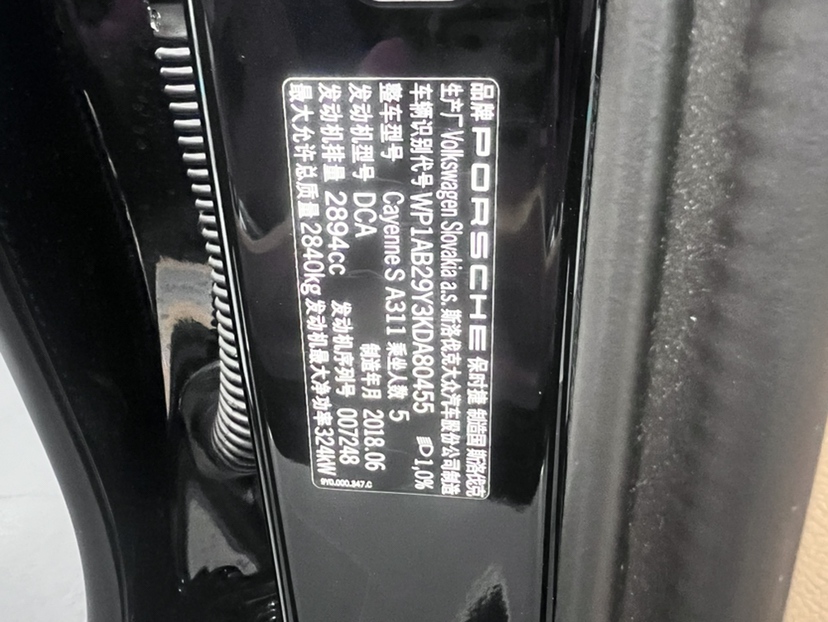 品牌 PORSCHE 保时捷 制造国 斯洛伐克
生产厂 Volkswagen Slovakia a.s. 斯洛伐克大众汽车股份公司制造
车辆识别代号 WP1AB29Y3KDA80455 1,0%
整车型号 Cayenne S A311 乘坐人数 5
发动机型号 DCA 制造年月 2018.06
发动机排量 2894cc 发动机序列号 007248
最大允许总质量 2840kg 发动机最大净功率 324kW
9Y0.000.347.C